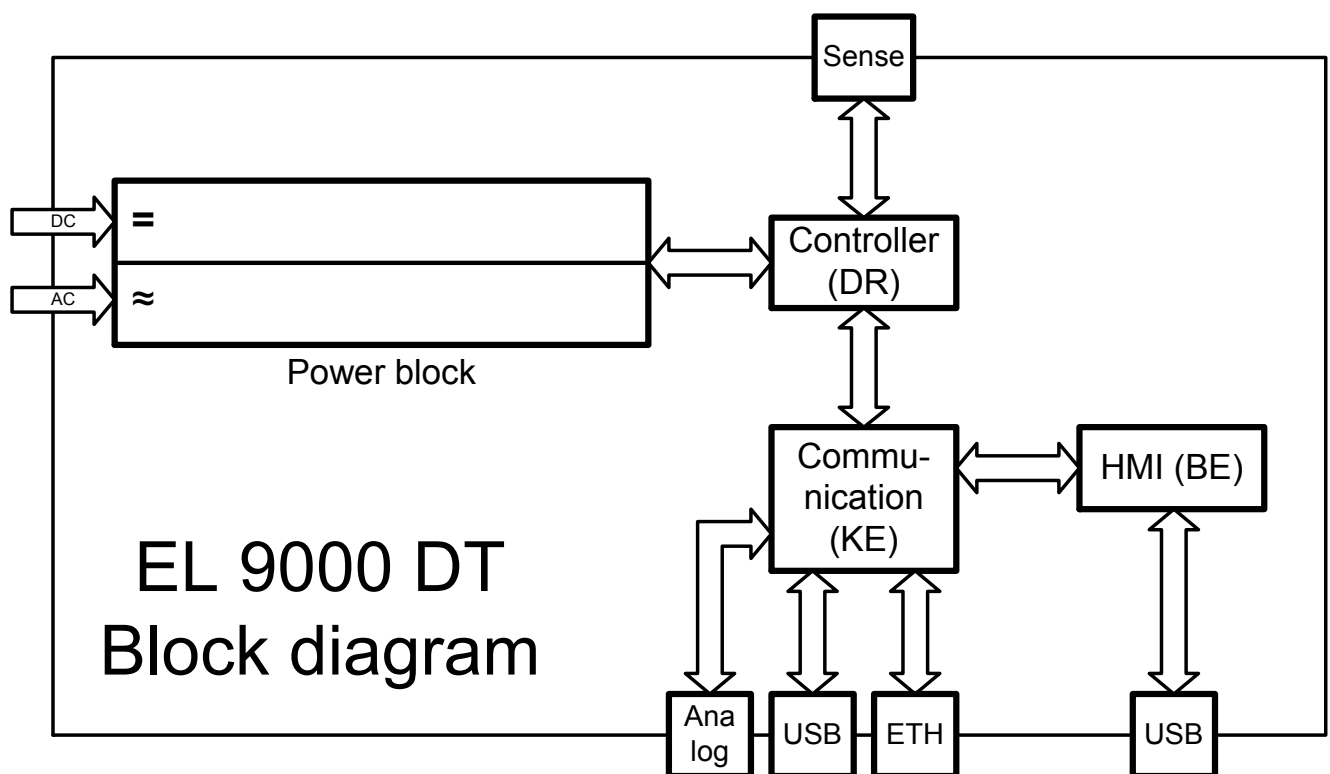 Sense
DC
=
Controller
(DR)
AC
≈
Power block
Commu-
nication
(KE)
HMI (BE)
EL 9000 DT
Block diagram
Ana
log
USB
ETH
USB